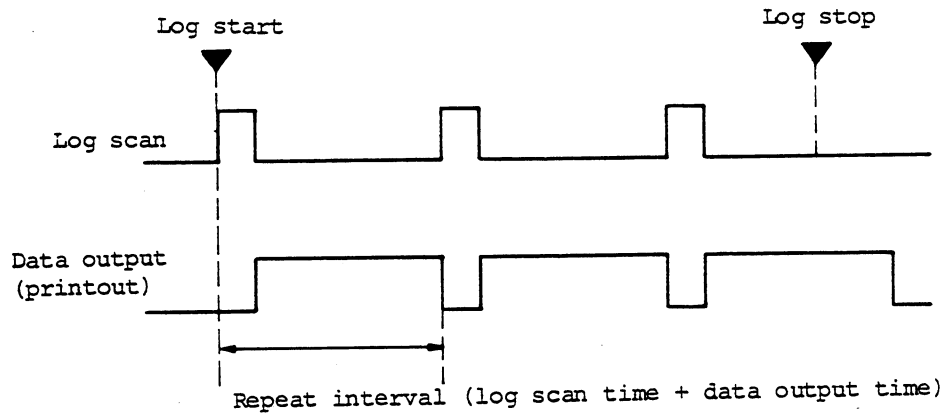 Log start
Log stop
Log scan
Data output
(printout)
Repeat interval (log scan time + data output time)